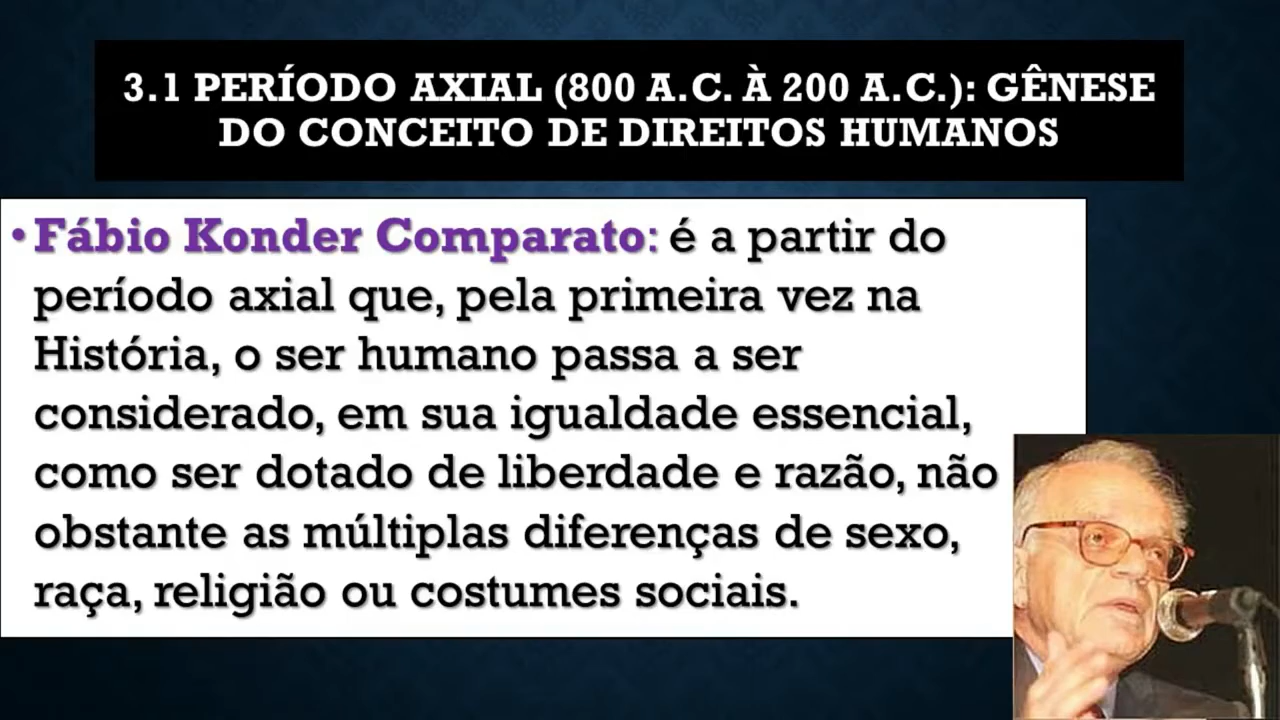 3.1 PERÍODO AXIAL (800 A.C. À 200 A.C.): GÊNESE
DO CONCEITO DE DIREITOS HUMANOS
•Fábio Konder Comparato: é a partir do
período axial que, pela primeira vez na
História, o ser humano passa a ser
considerado, em sua igualdade essencial,
como ser dotado de liberdade e razão, não
obstante as múltiplas diferenças de sexo,
raça, religião ou costumes sociais.